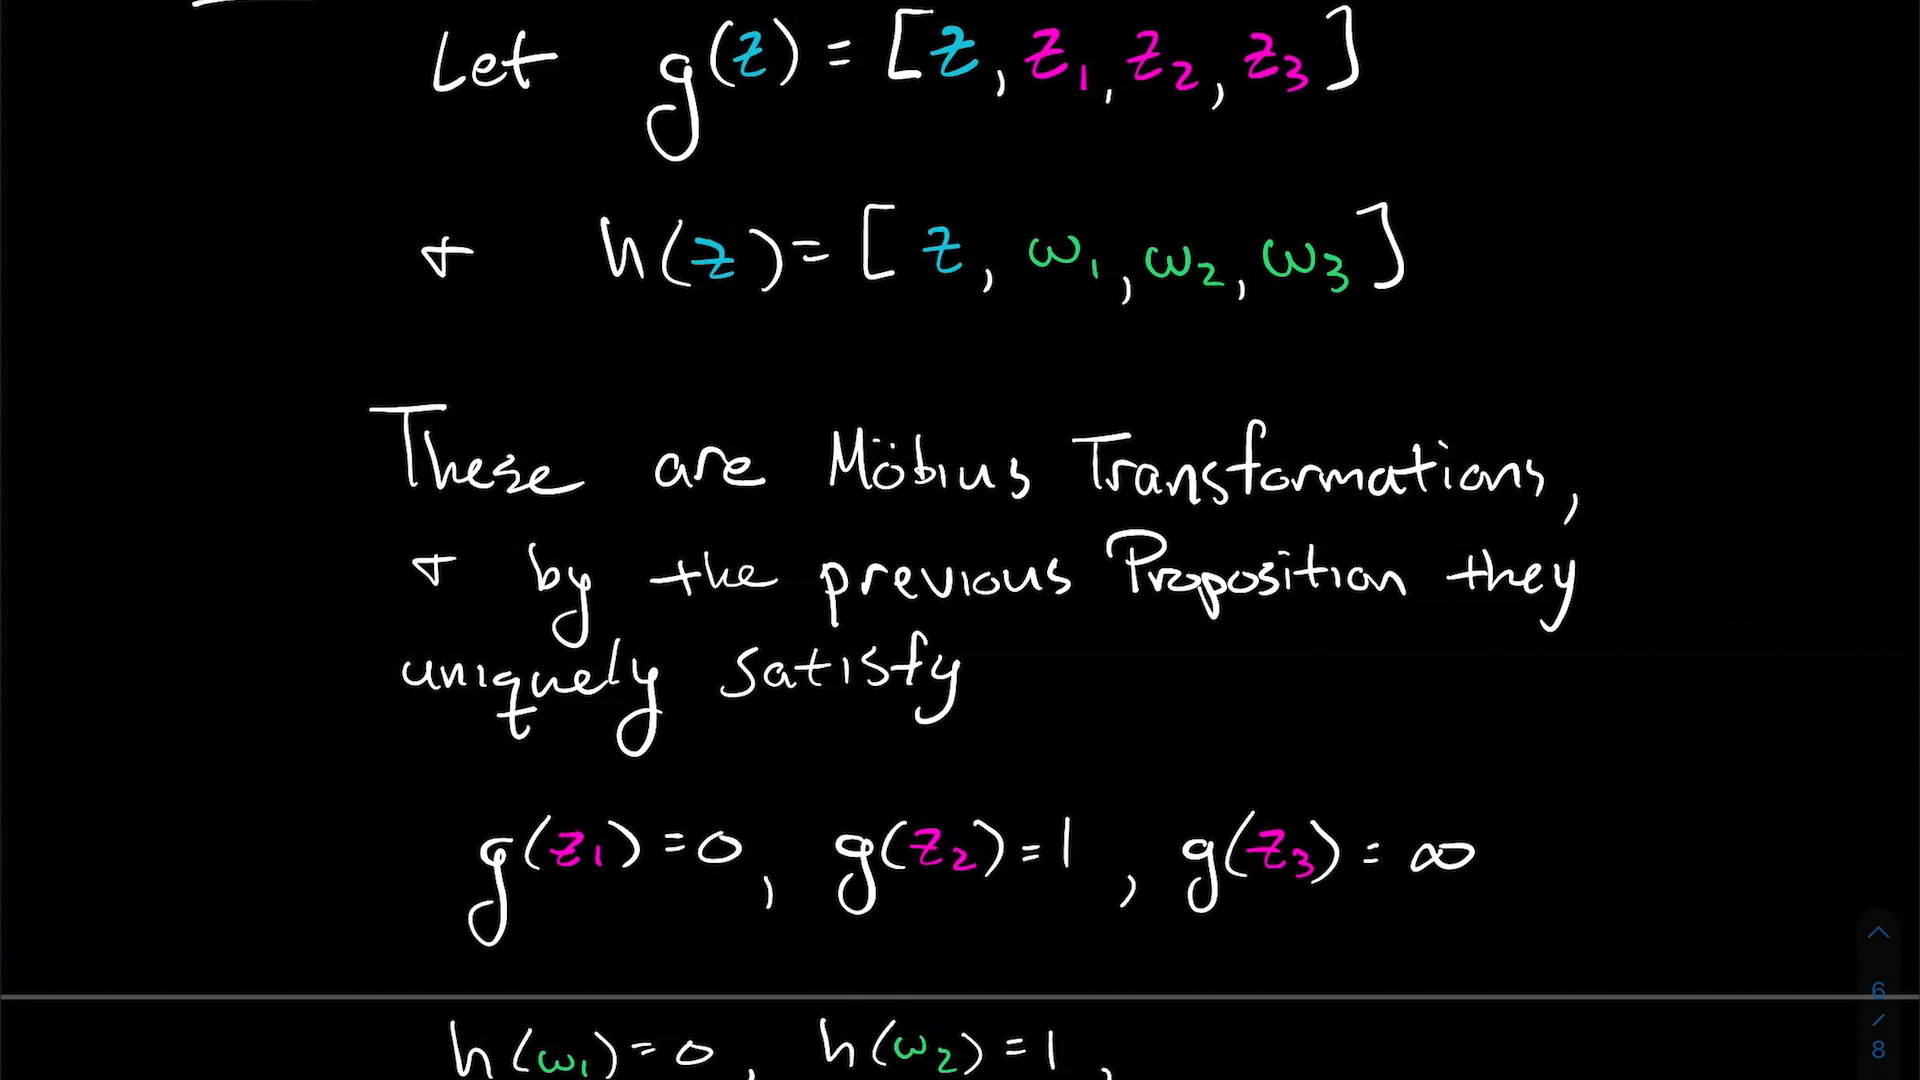 Let g(z) = [z, z₁, z₂, z₃]
+ h(z) = [z, ω₁, ω₂, ω₃]
These are Möbius Transformations,
+ by the previous Proposition they
uniquely satisfy
g(z₁) = 0, g(z₂) = 1, g(z₃) = ∞
h(ω₁) = 0, h(ω₂) = 1,
6
/
8